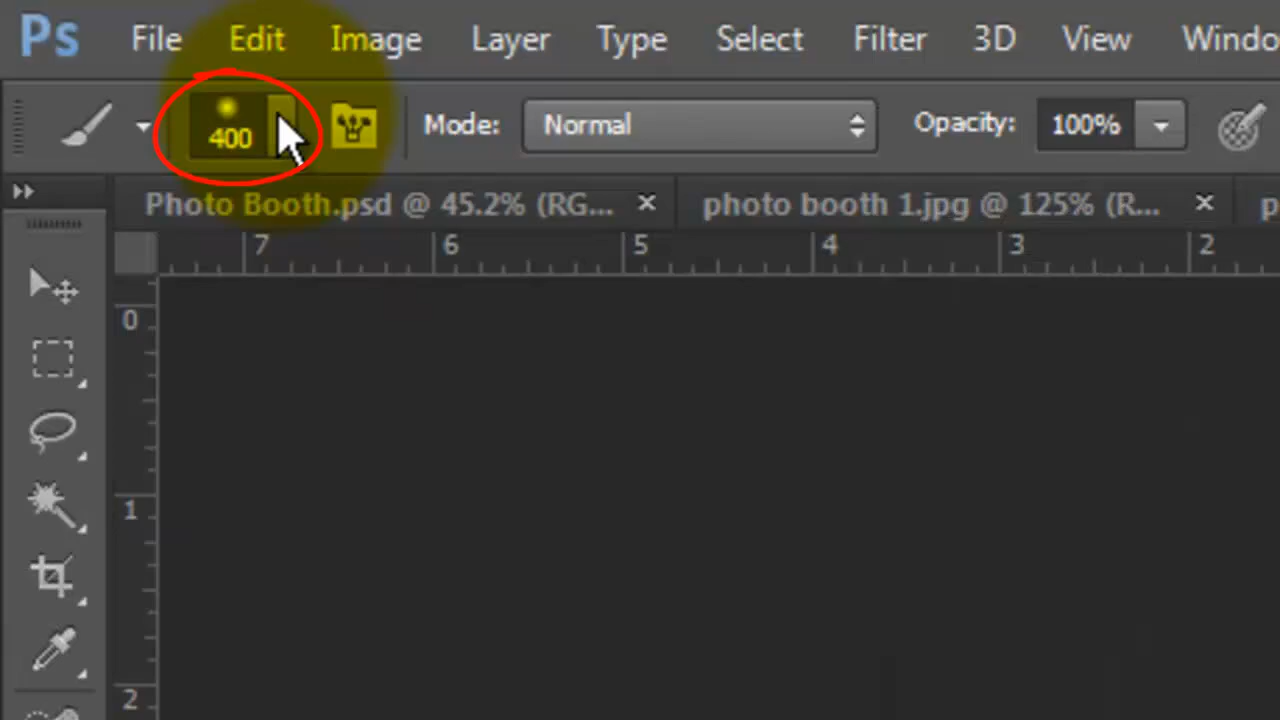 Ps File Edit Image Layer Type Select Filter 3D View Windo
400 Mode: Normal Opacity: 100%
Photo Booth.psd @ 45.2% (RG... × photo booth 1.jpg @ 125% (R... × p
7 6 5 4 3 2
0
1
2